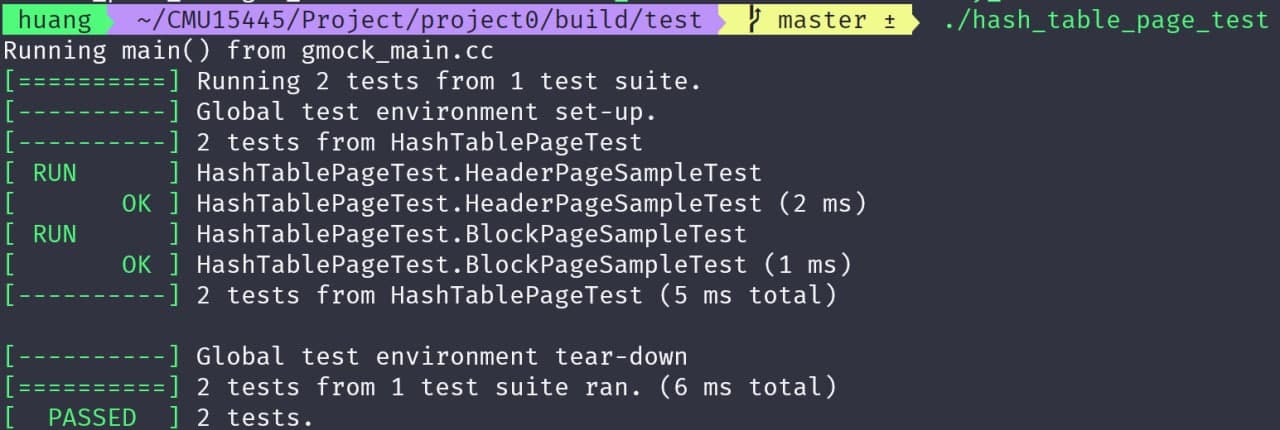 huang ~/CMU15445/Project/project0/build/test master ± ./hash_table_page_test
Running main() from gmock_main.cc
[==========] Running 2 tests from 1 test suite.
[----------] Global test environment set-up.
[----------] 2 tests from HashTablePageTest
[ RUN      ] HashTablePageTest.HeaderPageSampleTest
[       OK ] HashTablePageTest.HeaderPageSampleTest (2 ms)
[ RUN      ] HashTablePageTest.BlockPageSampleTest
[       OK ] HashTablePageTest.BlockPageSampleTest (1 ms)
[----------] 2 tests from HashTablePageTest (5 ms total)
[----------] Global test environment tear-down
[==========] 2 tests from 1 test suite ran. (6 ms total)
[  PASSED  ] 2 tests.